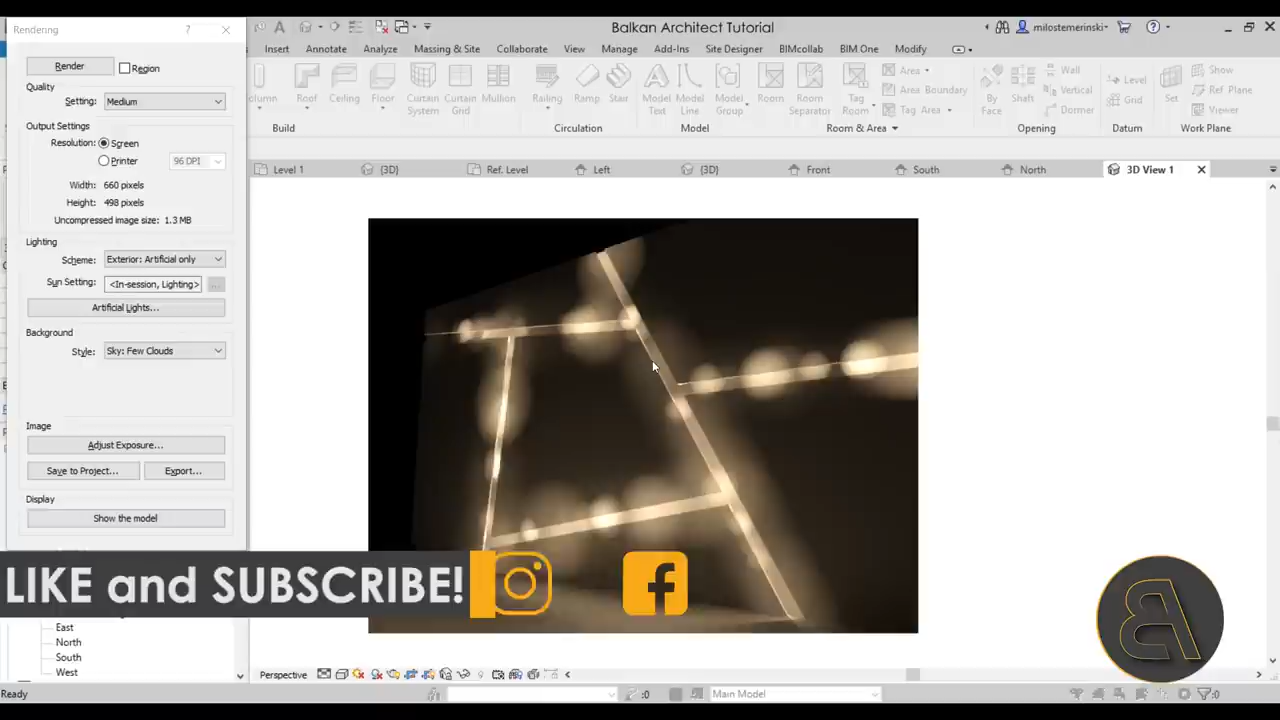 Rendering ? ×
Balkan Architect Tutorial
milostemerinski
Insert Annotate Analyze Massing & Site Collaborate View Manage Add-Ins Site Designer BIMcollab BIM One Modify
Render
Region
Quality
Setting: Medium
Output Settings
Resolution: Screen
Printer 96 DPI
Width: 660 pixels
Height: 498 pixels
Uncompressed image size: 1.3 MB
Lighting
Scheme: Exterior: Artificial only
Sun Setting: <In-session, Lighting> ...
Artificial Lights...
Background
Style: Sky: Few Clouds
Image
Adjust Exposure...
Save to Project... Export...
Display
Show the model
Roof Ceiling Floor Curtain System Curtain Grid Mullion
Build
Railing Ramp Stair
Circulation
Model Text Model Line Model Group
Model
Room Room Separator Tag Room
Area
Area Boundary
Tag Area
Room & Area
By Face Shaft Wall
Vertical
Dormer
Opening
Level
Grid
Datum
Set Show
Ref Plane
Viewer
Work Plane
Level 1 {3D} Ref. Level Left {3D} Front South North 3D View 1
LIKE and SUBSCRIBE!
East
North
South
West
Perspective
Ready
:0
Main Model
:0